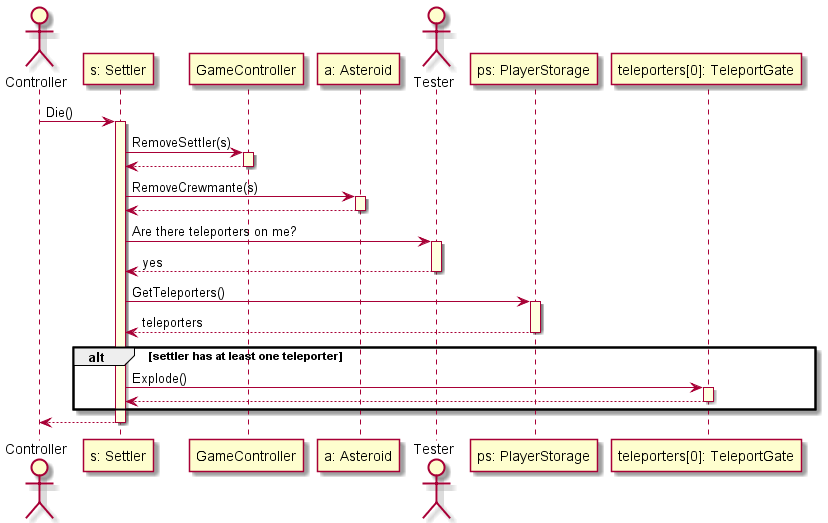 Controller
s: Settler
GameController
a: Asteroid
Tester
ps: PlayerStorage
teleporters[0]: TeleportGate
Die()
RemoveSettler(s)
RemoveCrewmante(s)
Are there teleporters on me?
yes
GetTeleporters()
teleporters
alt [settler has at least one teleporter]
Explode()
Controller
s: Settler
GameController
a: Asteroid
Tester
ps: PlayerStorage
teleporters[0]: TeleportGate